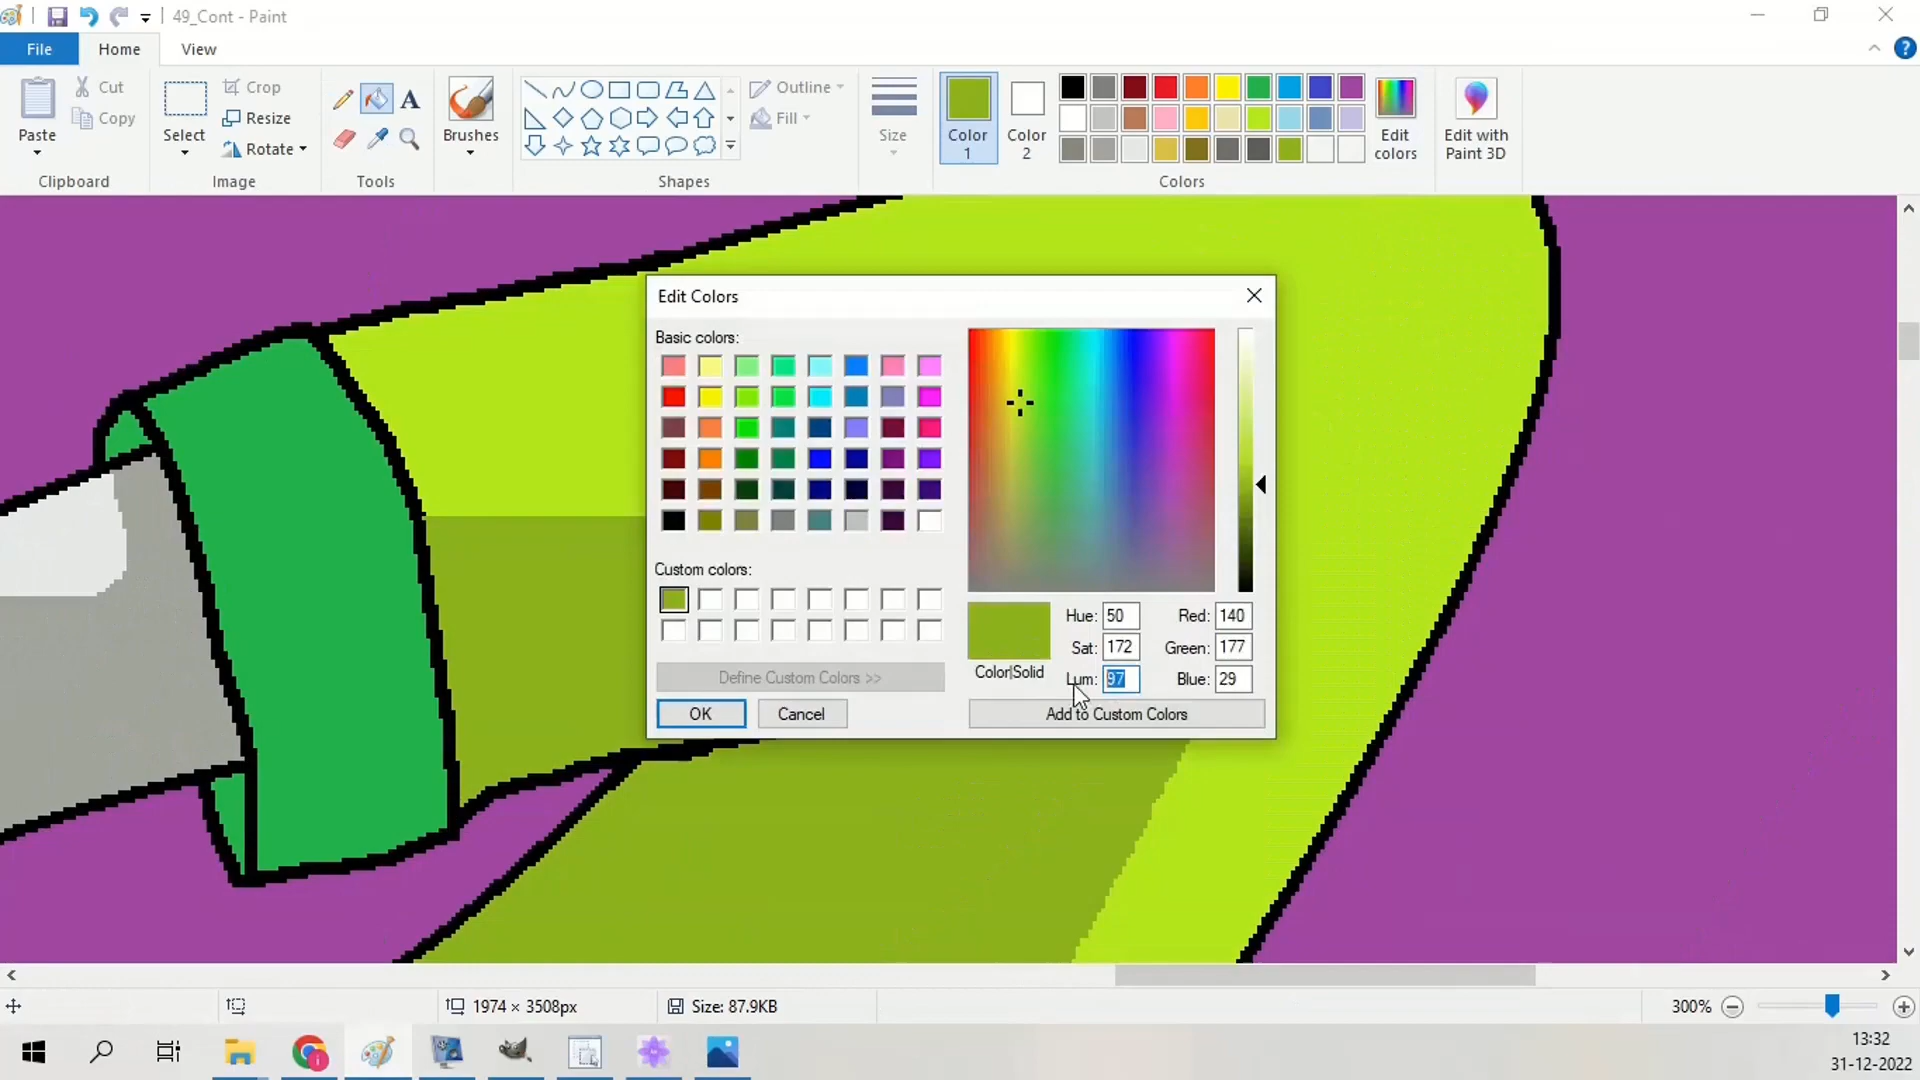 49_Cont - Paint
File Home View
Paste Cut Copy
Clipboard
Select Crop Resize Rotate
Image
A
Tools
Brushes
Shapes
Outline Fill
Size
Color 1
Color 2
Edit colors
Colors
Edit with Paint 3D
?
Edit Colors
Basic colors:
Custom colors:
Define Custom Colors >>
OK Cancel
Hue: 50 Red: 140
Sat: 172 Green: 177
Color|Solid
Lum: 97 Blue: 29
Add to Custom Colors
1974 × 3508px Size: 87.9KB 300%
13:32
31-12-2022